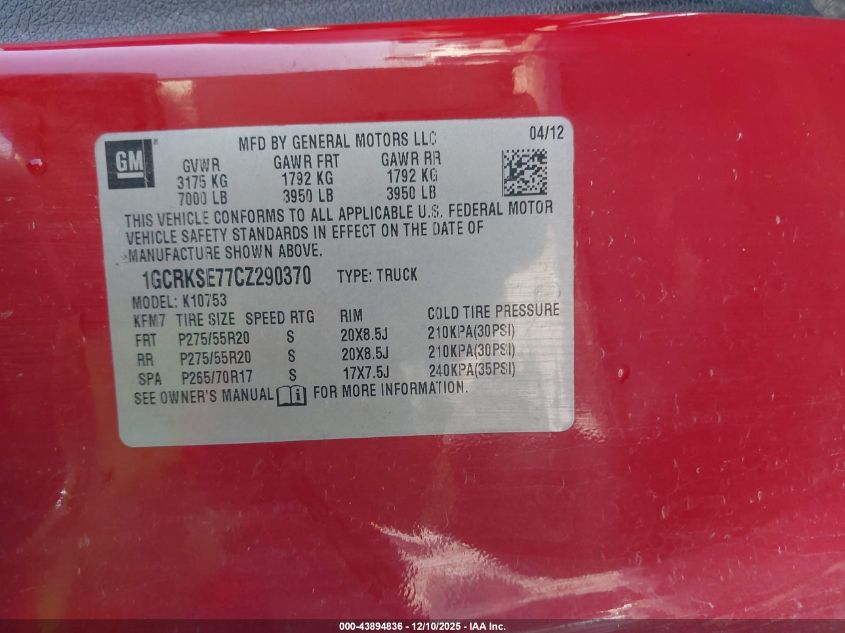 MFD BY GENERAL MOTORS LLC 04/12
GM
GVWR GAWR FRT GAWR RR
3175 KG 1792 KG 1792 KG
7000 LB 3950 LB 3950 LB
THIS VEHICLE CONFORMS TO ALL APPLICABLE U.S. FEDERAL MOTOR
VEHICLE SAFETY STANDARDS IN EFFECT ON THE DATE OF
MANUFACTURE SHOWN ABOVE.
1GCRKSE77CZ290370 TYPE: TRUCK
MODEL: K10753
KFM7 TIRE SIZE SPEED RTG RIM COLD TIRE PRESSURE
FRT P275/55R20 S 20X8.5J 210KPA(30PSI)
RR P275/55R20 S 20X8.5J 210KPA(30PSI)
SPA P265/70R17 S 17X7.5J 240KPA(35PSI)
SEE OWNER'S MANUAL FOR MORE INFORMATION.
000-43894836 - 12/10/2025 - IAA Inc.